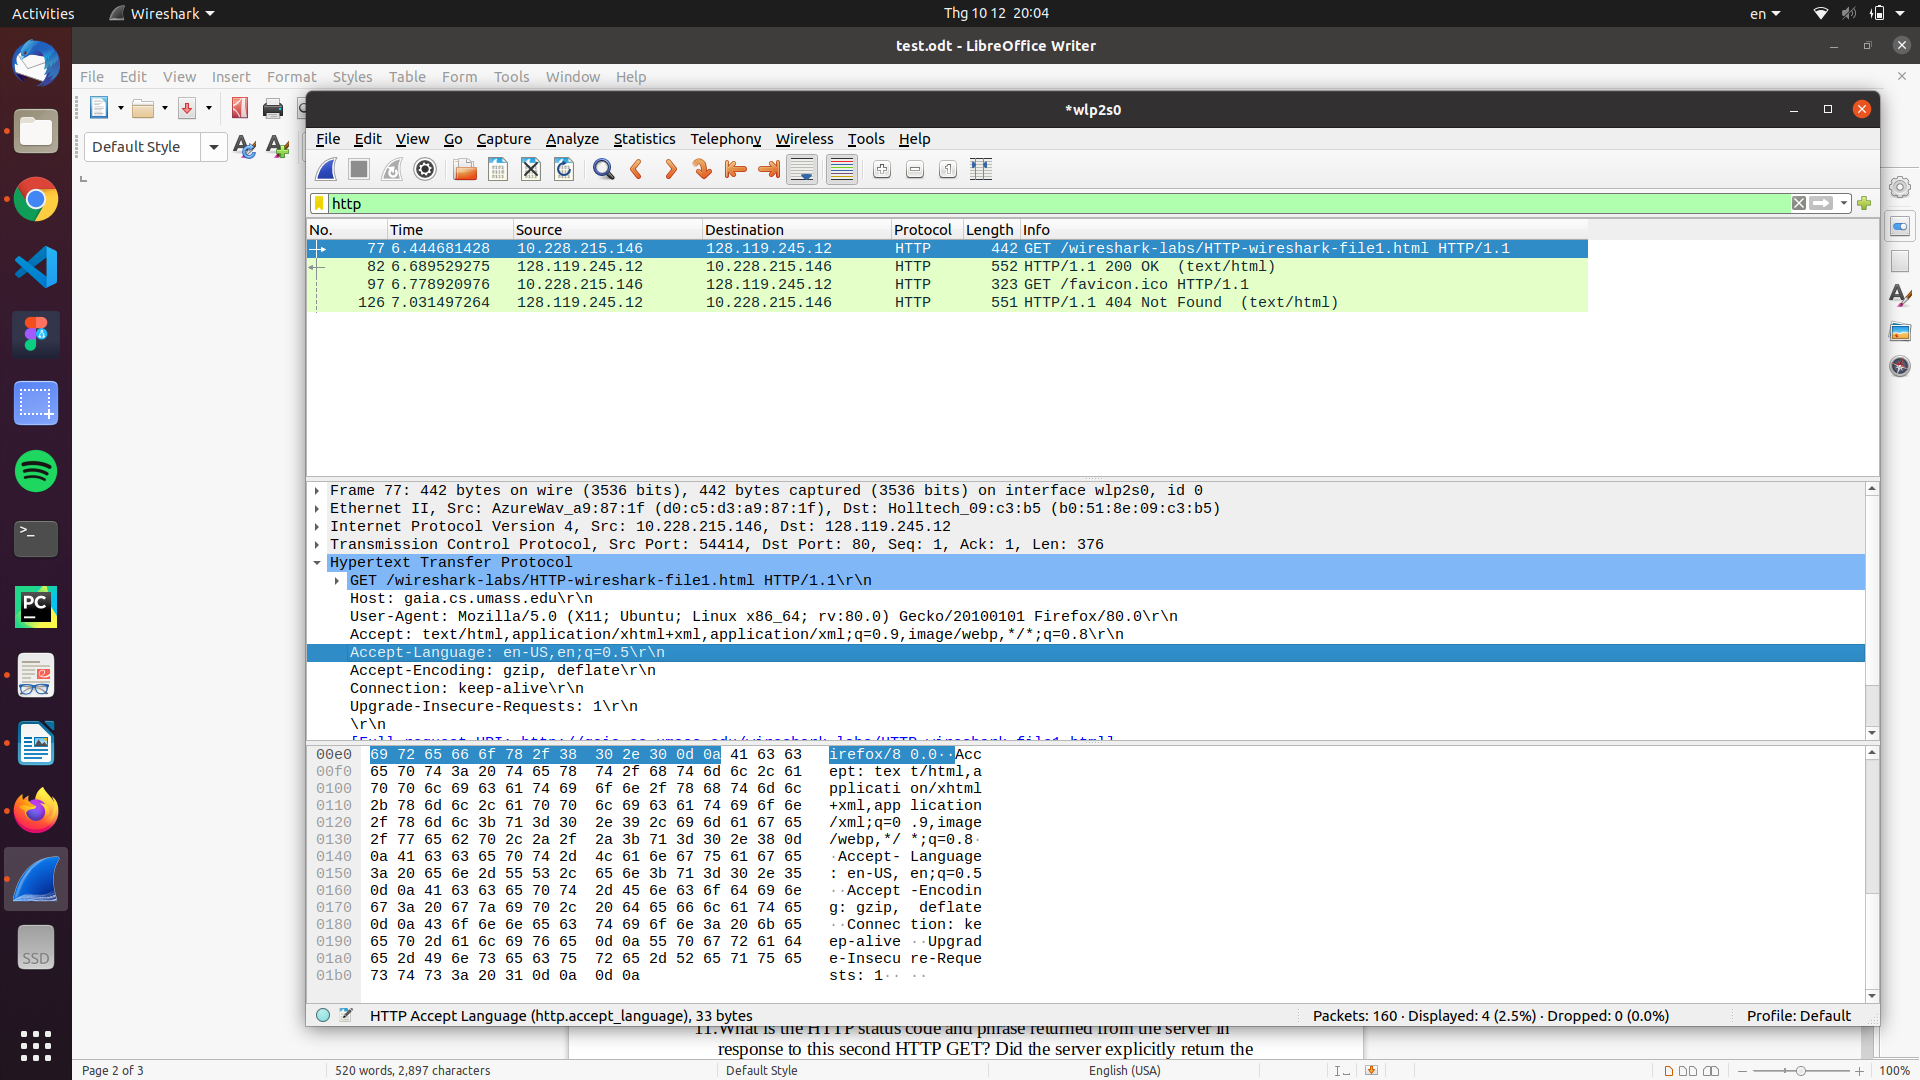 Activities
Wireshark
Thg 10 12  20:04
en
test.odt - LibreOffice Writer
File Edit View Insert Format Styles Table Form Tools Window Help
Default Style
*wlp2s0
File Edit View Go Capture Analyze Statistics Telephony Wireless Tools Help
http
No. Time Source Destination Protocol Length Info
77 6.444681428 10.228.215.146 128.119.245.12 HTTP 442 GET /wireshark-labs/HTTP-wireshark-file1.html HTTP/1.1
82 6.689529275 128.119.245.12 10.228.215.146 HTTP 552 HTTP/1.1 200 OK  (text/html)
97 6.778920976 10.228.215.146 128.119.245.12 HTTP 323 GET /favicon.ico HTTP/1.1
126 7.031497264 128.119.245.12 10.228.215.146 HTTP 551 HTTP/1.1 404 Not Found  (text/html)
Frame 77: 442 bytes on wire (3536 bits), 442 bytes captured (3536 bits) on interface wlp2s0, id 0
Ethernet II, Src: AzureWav_a9:87:1f (d0:c5:d3:a9:87:1f), Dst: Holltech_09:c3:b5 (b0:51:8e:09:c3:b5)
Internet Protocol Version 4, Src: 10.228.215.146, Dst: 128.119.245.12
Transmission Control Protocol, Src Port: 54414, Dst Port: 80, Seq: 1, Ack: 1, Len: 376
Hypertext Transfer Protocol
GET /wireshark-labs/HTTP-wireshark-file1.html HTTP/1.1\r\n
Host: gaia.cs.umass.edu\r\n
User-Agent: Mozilla/5.0 (X11; Ubuntu; Linux x86_64; rv:80.0) Gecko/20100101 Firefox/80.0\r\n
Accept: text/html,application/xhtml+xml,application/xml;q=0.9,image/webp,*/*;q=0.8\r\n
Accept-Language: en-US,en;q=0.5\r\n
Accept-Encoding: gzip, deflate\r\n
Connection: keep-alive\r\n
Upgrade-Insecure-Requests: 1\r\n
\r\n
[Full request URI: http://gaia.cs.umass.edu/wireshark-labs/HTTP-wireshark-file1.html]
00e0 69 72 65 66 6f 78 2f 38 30 2e 30 0d 0a 41 63 63 irefox/8 0.0··Acc
00f0 65 70 74 3a 20 74 65 78 74 2f 68 74 6d 6c 2c 61 ept: tex t/html,a
0100 70 70 6c 69 63 61 74 69 6f 6e 2f 78 68 74 6d 6c pplicati on/xhtml
0110 2b 78 6d 6c 2c 61 70 70 6c 69 63 61 74 69 6f 6e +xml,app lication
0120 2f 78 6d 6c 3b 71 3d 30 2e 39 2c 69 6d 61 67 65 /xml;q=0 .9,image
0130 2f 77 65 62 70 2c 2a 2f 2a 3b 71 3d 30 2e 38 0d /webp,*/ *;q=0.8·
0140 0a 41 63 63 65 70 74 2d 4c 61 6e 67 75 61 67 65 ·Accept- Language
0150 3a 20 65 6e 2d 55 53 2c 65 6e 3b 71 3d 30 2e 35 : en-US, en;q=0.5
0160 0d 0a 41 63 63 65 70 74 2d 45 6e 63 6f 64 69 6e ··Accept -Encodin
0170 67 3a 20 67 7a 69 70 2c 20 64 65 66 6c 61 74 65 g: gzip,  deflate
0180 0d 0a 43 6f 6e 6e 65 63 74 69 6f 6e 3a 20 6b 65 ··Connec tion: ke
0190 65 70 2d 61 6c 69 76 65 0d 0a 55 70 67 72 61 64 ep-alive ··Upgrad
01a0 65 2d 49 6e 73 65 63 75 72 65 2d 52 65 71 75 65 e-Insecu re-Reque
01b0 73 74 73 3a 20 31 0d 0a 0d 0a sts: 1·· ··
HTTP Accept Language (http.accept_language), 33 bytes
Packets: 160 · Displayed: 4 (2.5%) · Dropped: 0 (0.0%)
Profile: Default
11.What is the HTTP status code and phrase returned from the server in
response to this second HTTP GET? Did the server explicitly return the
Page 2 of 3
520 words, 2,897 characters
Default Style
English (USA)
100%
PC
SSD